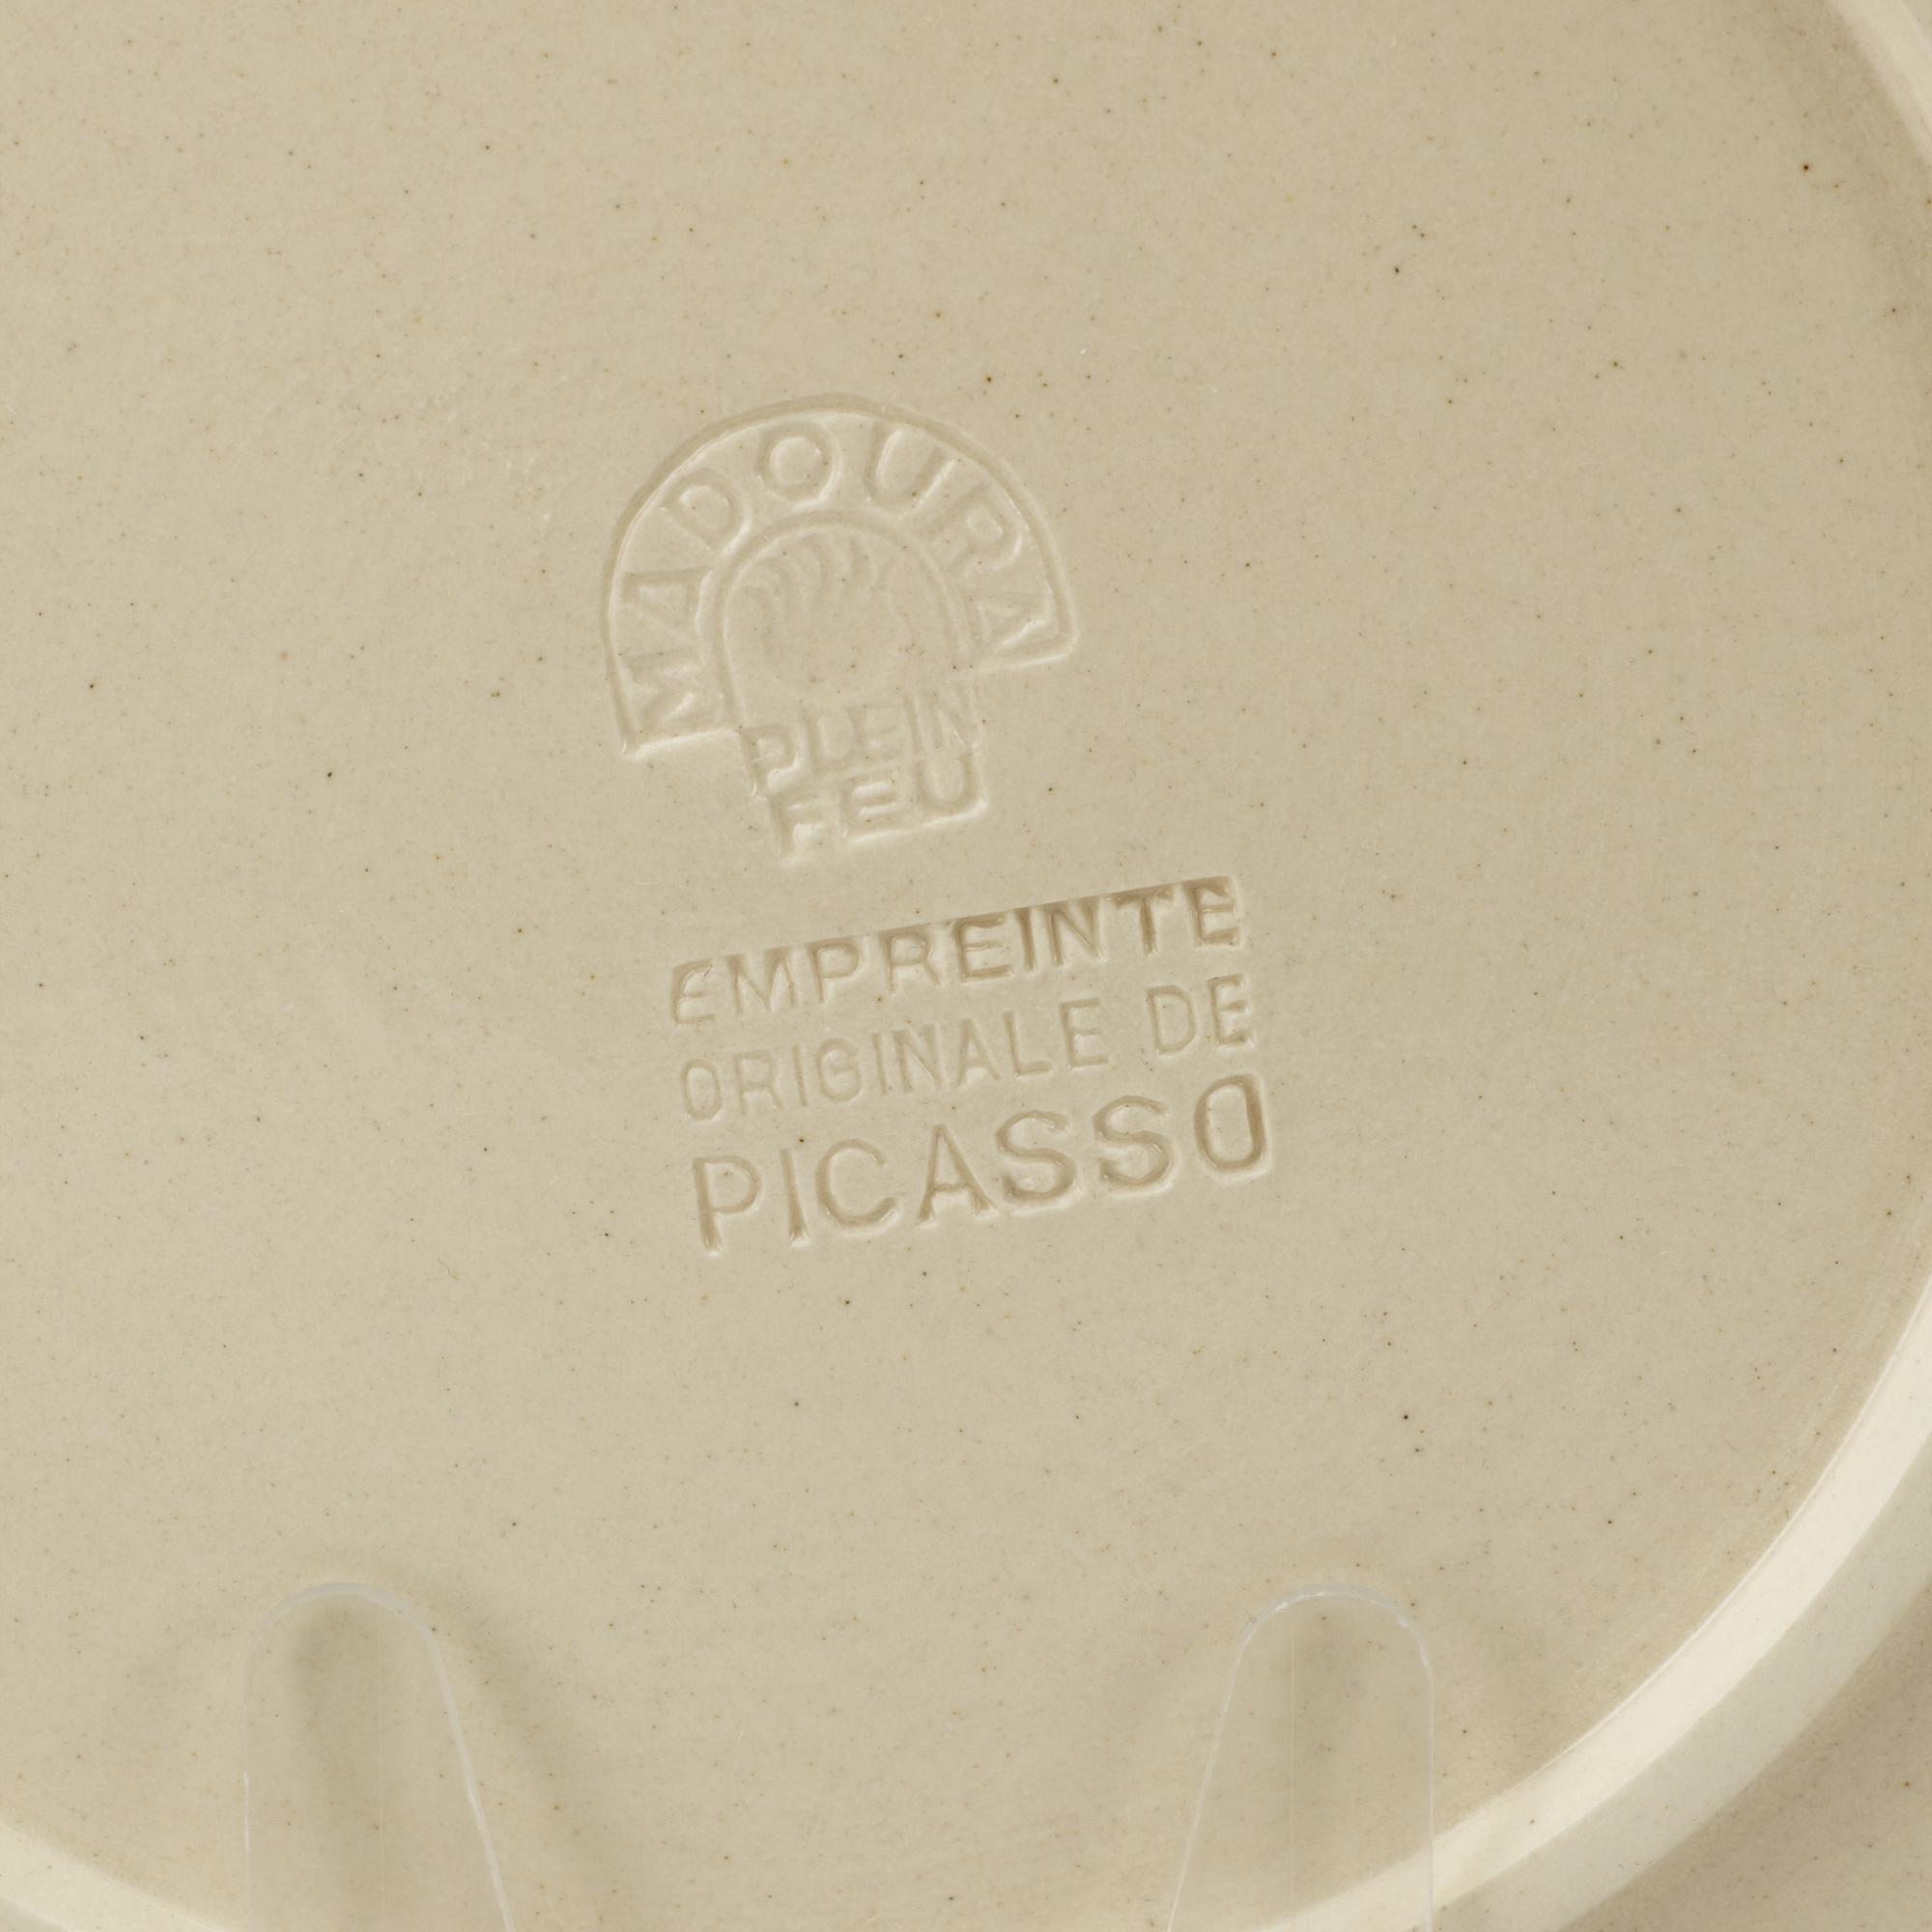 MADOURA
PLEIN
FEU
EMPREINTE
ORIGINALE DE
PICASSO